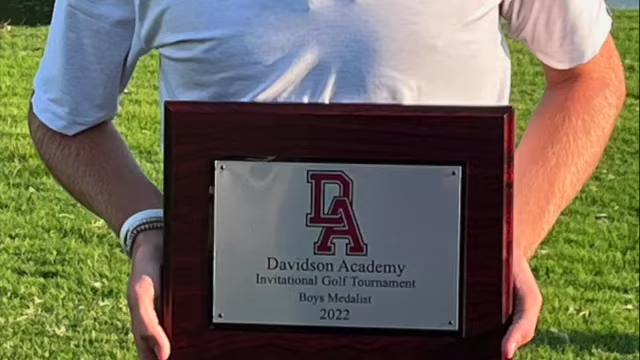 DA
Davidson Academy
Invitational Golf Tournament
Boys Medalist
2022